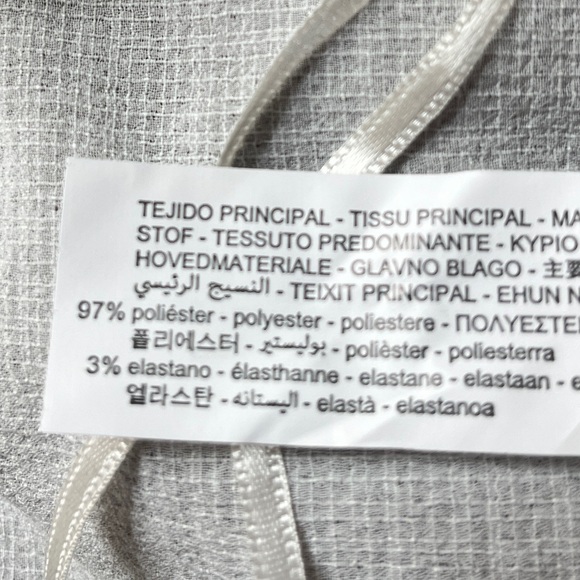 TEJIDO PRINCIPAL - TISSU PRINCIPAL - MA
STOF - TESSUTO PREDOMINANTE - ΚΥΡΙΟ
HOVEDMATERIALE - GLAVNO BLAGO - 主要
النسيج الرئيسي - TEIXIT PRINCIPAL - EHUN N
97% poliéster - polyester - poliestere - ΠΟΛΥΕΣΤΕ
폴리에스터 - بوليستير - polièster - poliesterra
3% elastano - élasthanne - elastane - elastaan - e
엘라스탄 - اليستانه - elastà - elastanoa